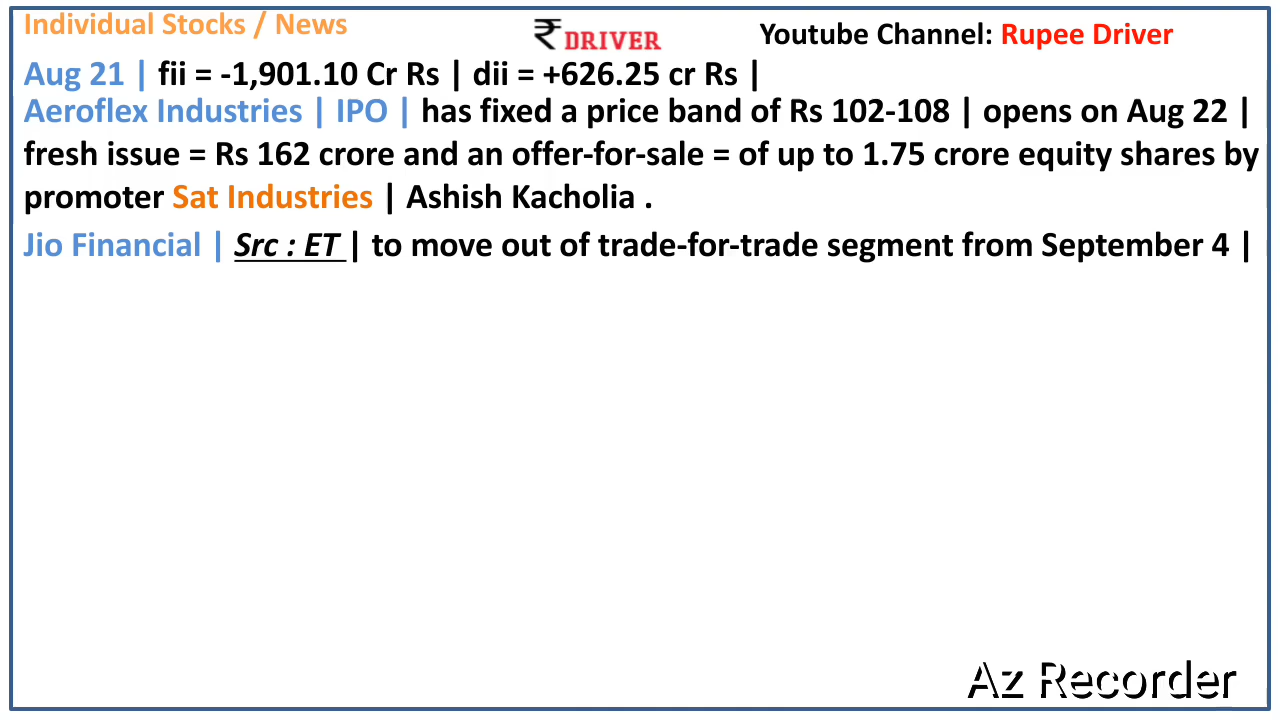 Individual Stocks / News
₹ DRIVER
Youtube Channel: Rupee Driver
Aug 21 | fii = -1,901.10 Cr Rs | dii = +626.25 cr Rs |
Aeroflex Industries | IPO | has fixed a price band of Rs 102-108 | opens on Aug 22 |
fresh issue = Rs 162 crore and an offer-for-sale = of up to 1.75 crore equity shares by
promoter Sat Industries | Ashish Kacholia .
Jio Financial | Src : ET | to move out of trade-for-trade segment from September 4 |
Az Recorder